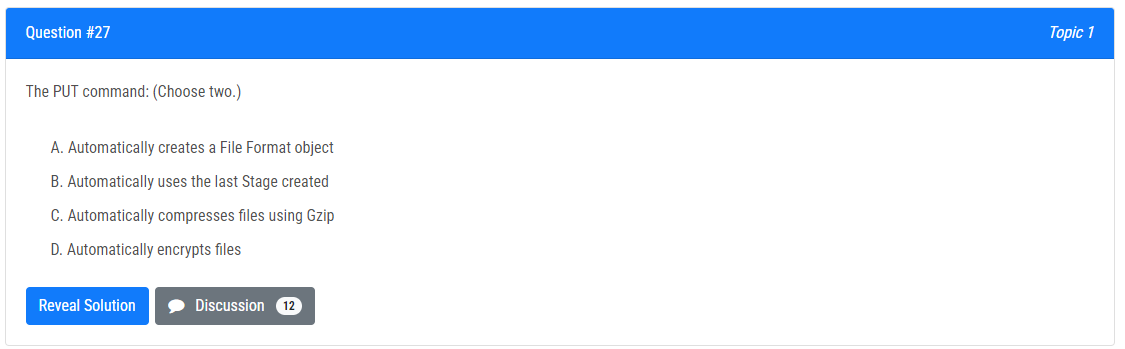 Question #27
Topic 1
The PUT command: (Choose two.)
A. Automatically creates a File Format object
B. Automatically uses the last Stage created
C. Automatically compresses files using Gzip
D. Automatically encrypts files
Reveal Solution
Discussion 12